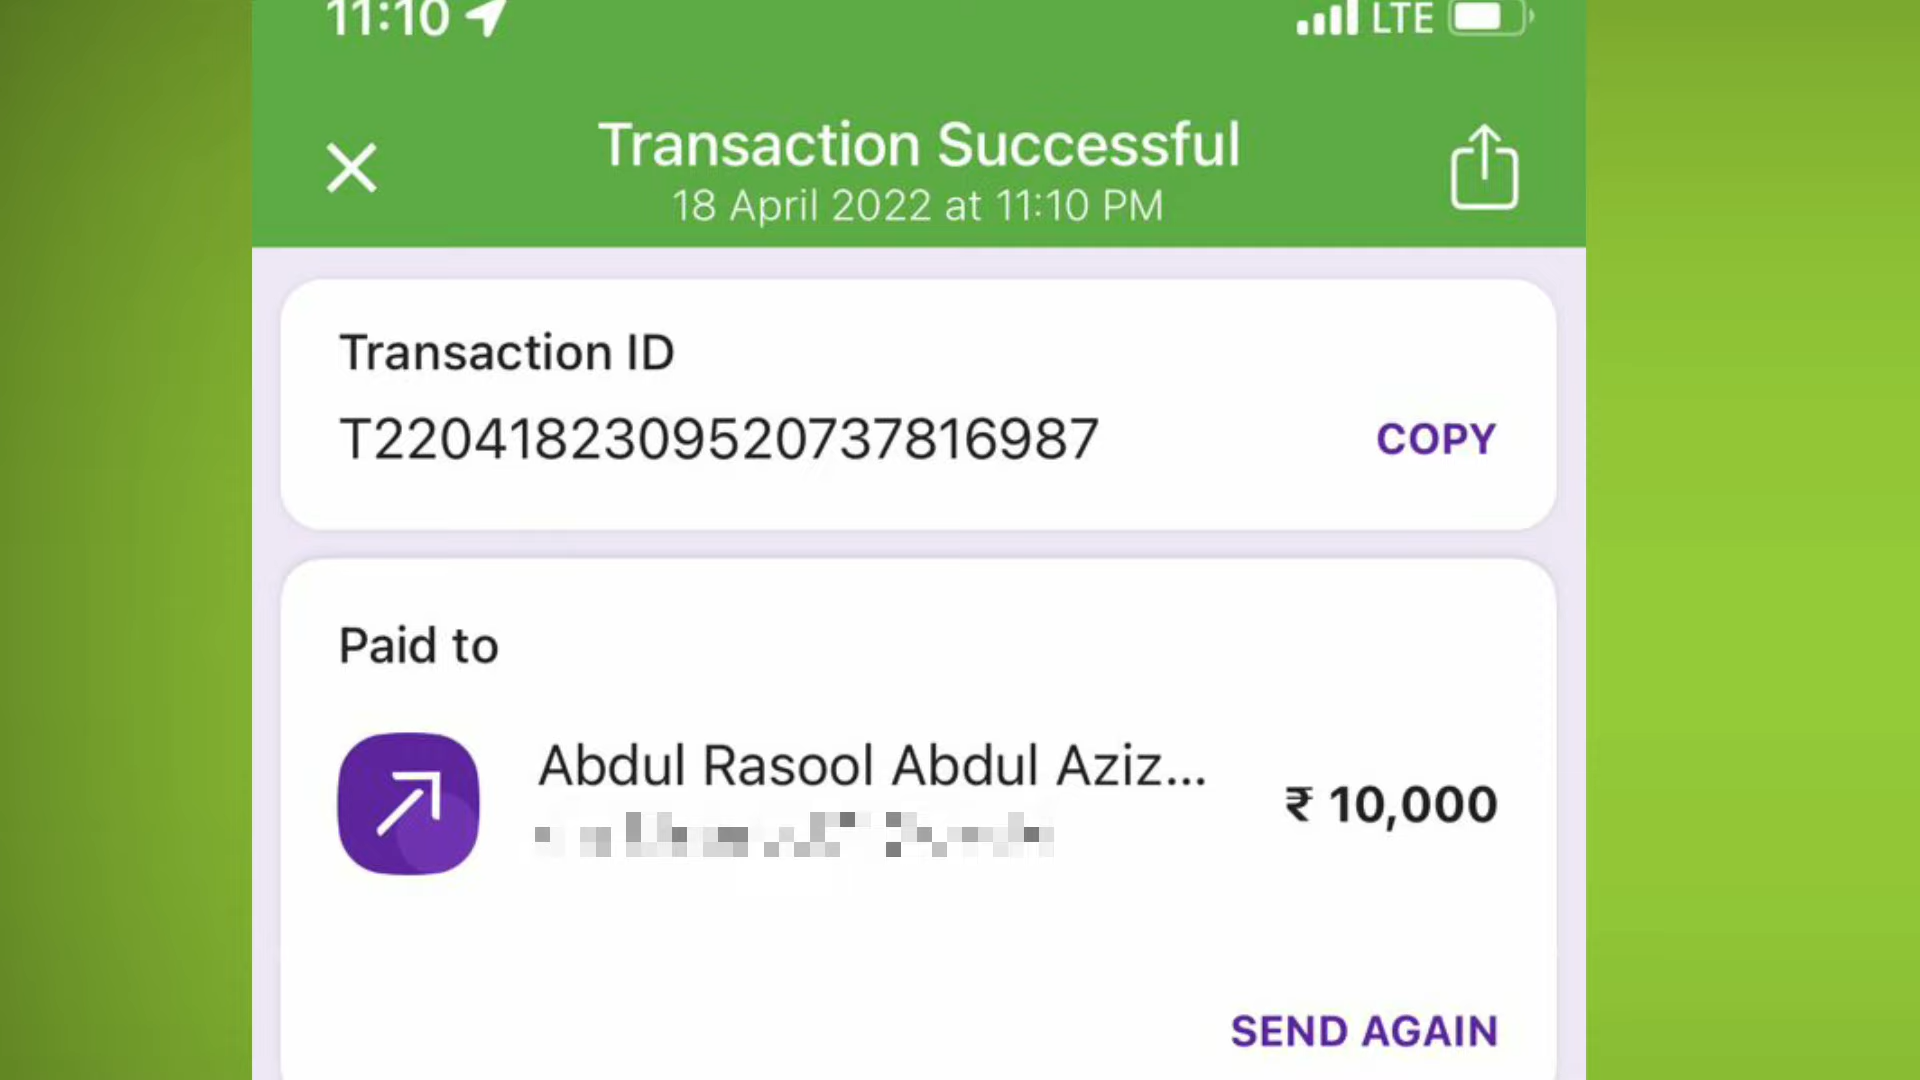 11:10 LTE
Transaction Successful
18 April 2022 at 11:10 PM
Transaction ID
T2204182309520737816987 COPY
Paid to
Abdul Rasool Abdul Aziz...
₹ 10,000
SEND AGAIN